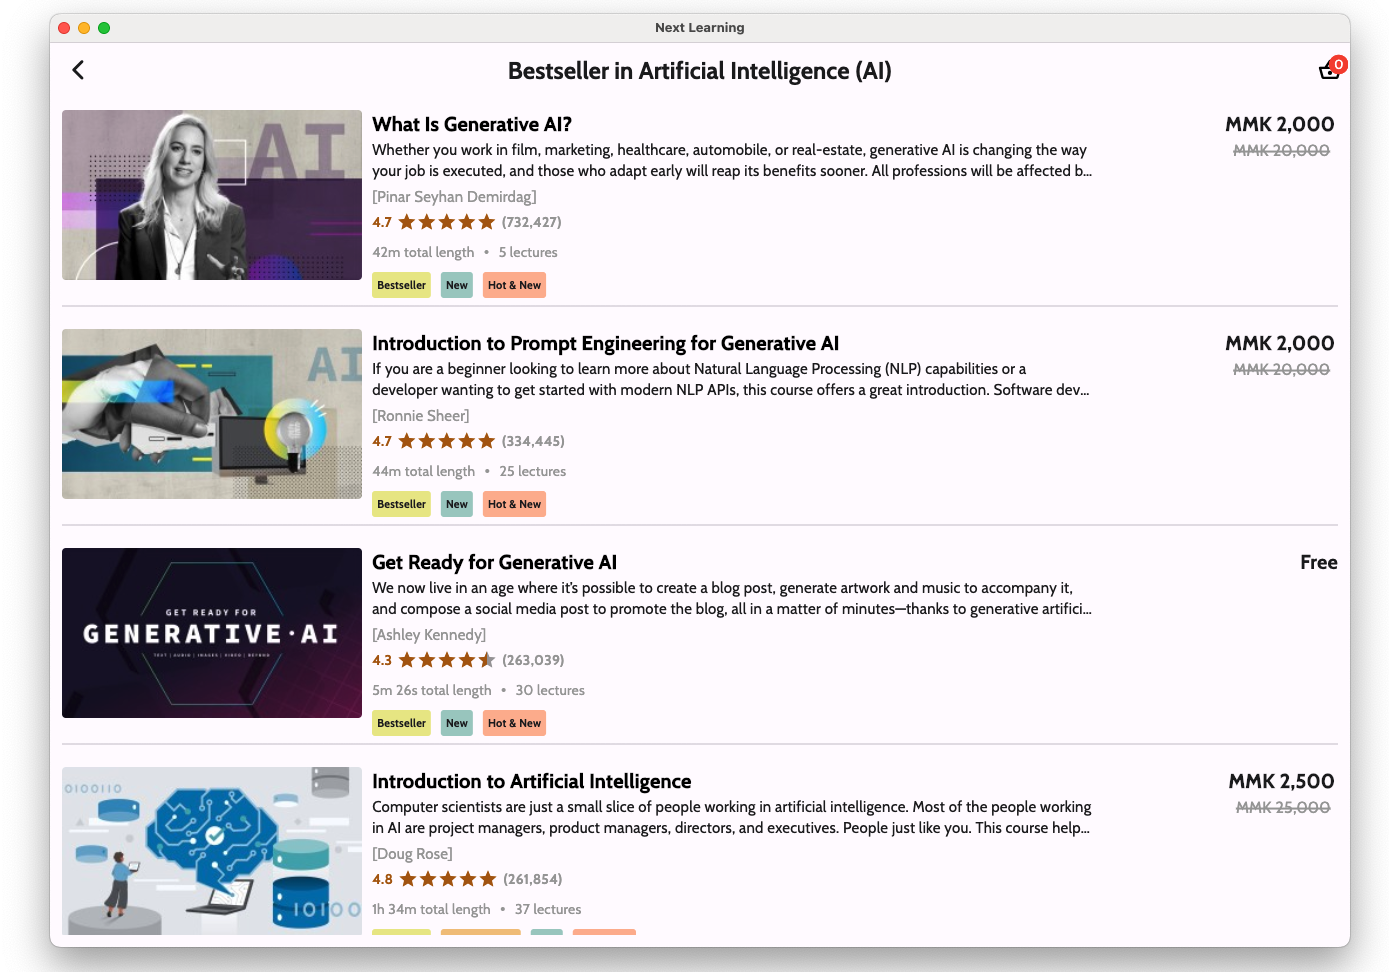 Next Learning
Bestseller in Artificial Intelligence (AI)
0
AI
What Is Generative AI?
MMK 2,000
Whether you work in film, marketing, healthcare, automobile, or real-estate, generative AI is changing the way
MMK 20,000
your job is executed, and those who adapt early will reap its benefits sooner. All professions will be affected b...
[Pinar Seyhan Demirdag]
4.7 (732,427)
42m total length • 5 lectures
Bestseller New Hot & New
AI
Introduction to Prompt Engineering for Generative AI
MMK 2,000
If you are a beginner looking to learn more about Natural Language Processing (NLP) capabilities or a
MMK 20,000
developer wanting to get started with modern NLP APIs, this course offers a great introduction. Software dev...
[Ronnie Sheer]
4.7 (334,445)
44m total length • 25 lectures
Bestseller New Hot & New
GET READY FOR
GENERATIVE·AI
TEXT | AUDIO | IMAGES | VIDEO | BEYOND
Get Ready for Generative AI
Free
We now live in an age where it's possible to create a blog post, generate artwork and music to accompany it,
and compose a social media post to promote the blog, all in a matter of minutes—thanks to generative artifici...
[Ashley Kennedy]
4.3 (263,039)
5m 26s total length • 30 lectures
Bestseller New Hot & New
0100110
10100
Introduction to Artificial Intelligence
MMK 2,500
Computer scientists are just a small slice of people working in artificial intelligence. Most of the people working
MMK 25,000
in AI are project managers, product managers, directors, and executives. People just like you. This course help...
[Doug Rose]
4.8 (261,854)
1h 34m total length • 37 lectures